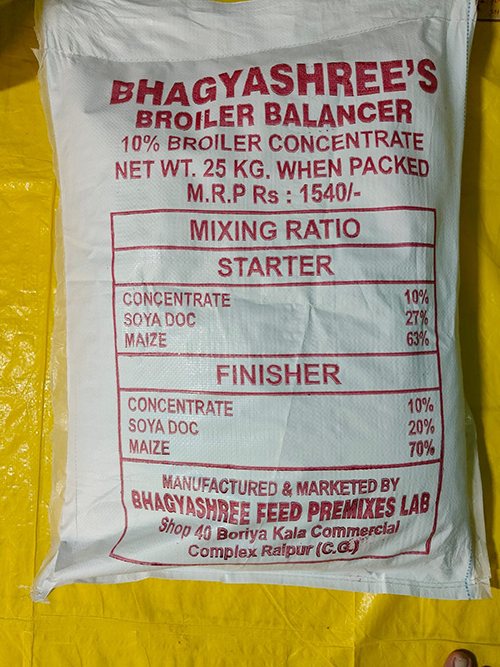 BHAGYASHREE'S
BROILER BALANCER
10% BROILER CONCENTRATE
NET WT. 25 KG. WHEN PACKED
M.R.P Rs : 1540/-
MIXING RATIO
STARTER
CONCENTRATE 10%
SOYA DOC 27%
MAIZE 63%
FINISHER
CONCENTRATE 10%
SOYA DOC 20%
MAIZE 70%
MANUFACTURED & MARKETED BY
BHAGYASHREE FEED PREMIXES LAB
Shop 40 Boriya Kala Commercial
Complex Raipur (C.G.)